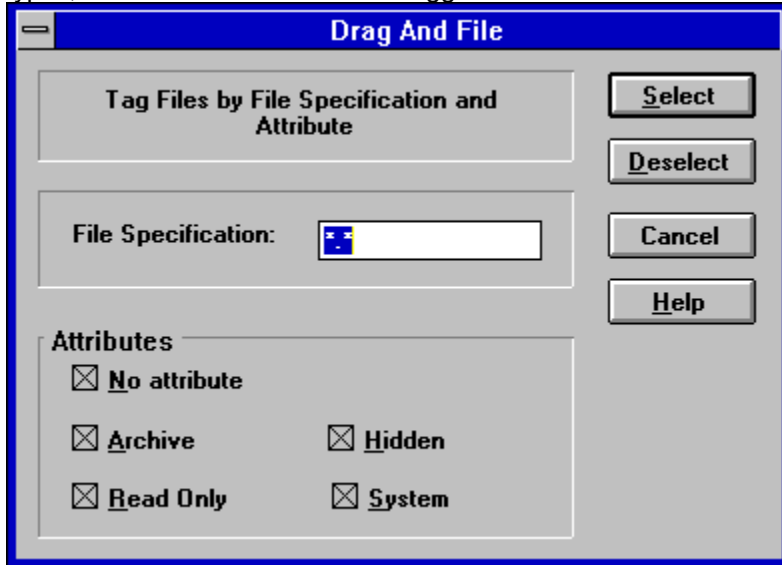 Drag And File
Tag Files by File Specification and
Attribute
Select
Deselect
File Specification:
*.*
Cancel
Help
Attributes
No attribute
Archive
Hidden
Read Only
System